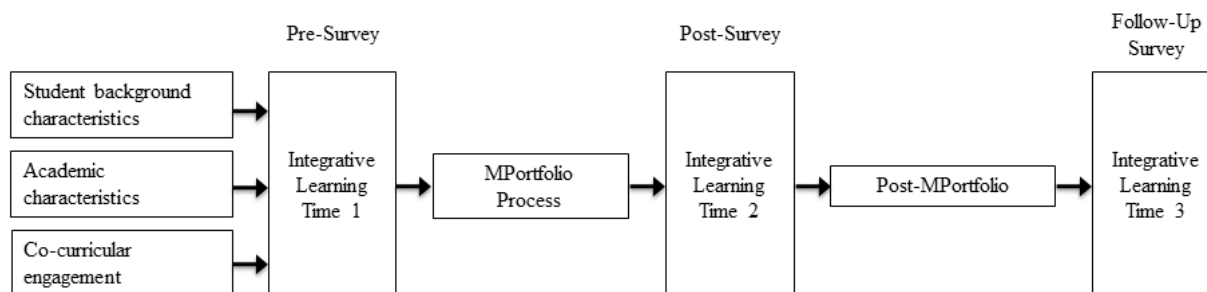 Pre-Survey
Post-Survey
Follow-Up
Survey
Student background
characteristics
Academic
characteristics
Co-curricular
engagement
Integrative
Learning
Time 1
MPortfolio
Process
Integrative
Learning
Time 2
Post-MPortfolio
Integrative
Learning
Time 3